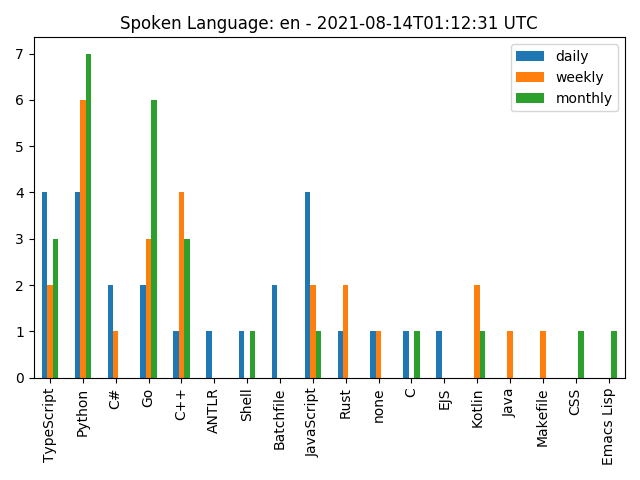 Spoken Language: en - 2021-08-14T01:12:31 UTC
daily
weekly
monthly
7
6
5
4
3
2
1
0
TypeScript
Python
C#
Go
C++
ANTLR
Shell
Batchfile
JavaScript
Rust
none
C
EJS
Kotlin
Java
Makefile
CSS
Emacs Lisp